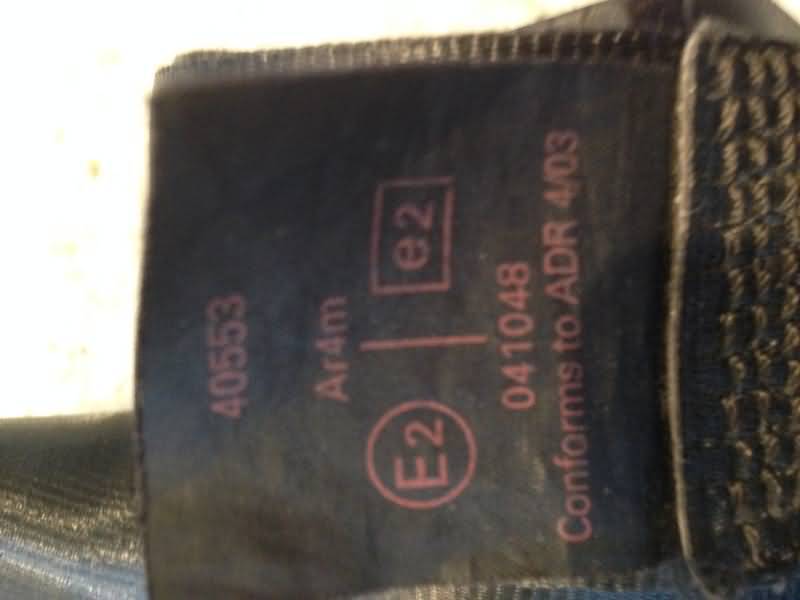 40553
Ar4m
E2 e2
041048
Conforms to ADR 4/03